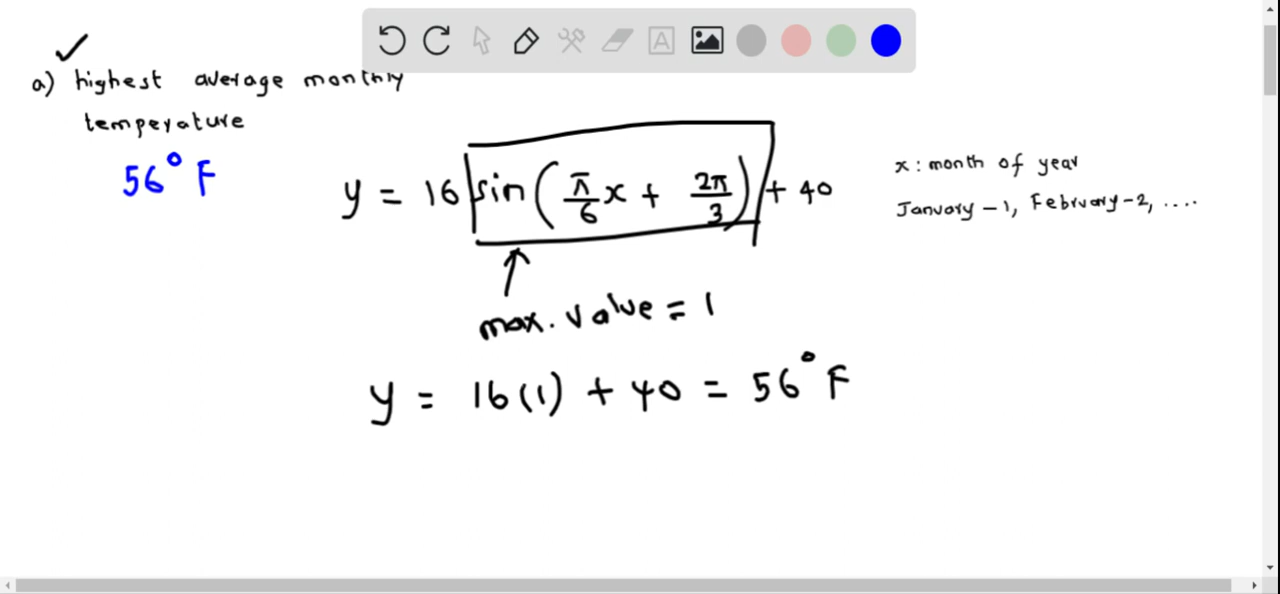 a) highest average monthly
temperature
56° F
y = 16 sin(π/6 x + 2π/3) + 40
x : month of year
January – 1, February – 2, ....
max. value = 1
y = 16(1) + 40 = 56° F